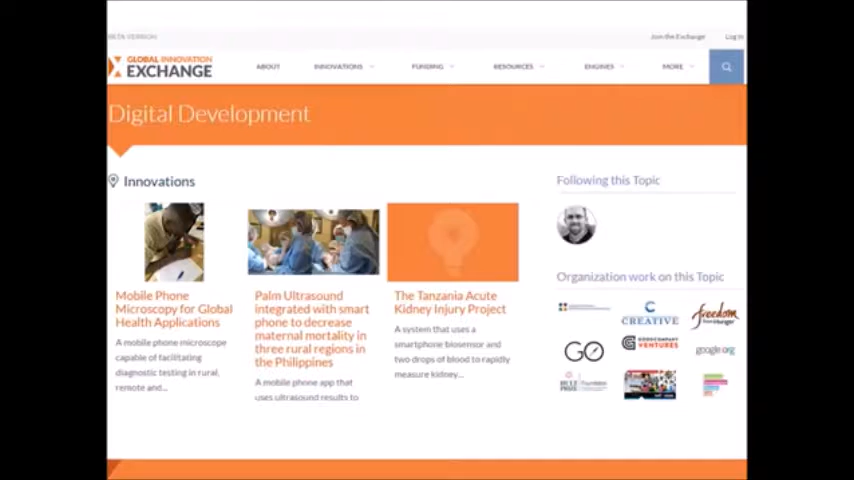 BETA VERSION
Join the Exchange
Log In
GLOBAL INNOVATION
EXCHANGE
ABOUT
INNOVATIONS
FUNDING
RESOURCES
ENGINES
MORE
Digital Development
Innovations
Following this Topic
Mobile Phone
Microscopy for Global
Health Applications
A mobile phone microscope
capable of facilitating
diagnostic testing in rural,
remote and...
Palm Ultrasound
integrated with smart
phone to decrease
maternal mortality in
three rural regions in
the Philippines
A mobile phone app that
uses ultrasound results to
The Tanzania Acute
Kidney Injury Project
A system that uses a
smartphone biosensor and
two drops of blood to rapidly
measure kidney...
Organization work on this Topic
C
CREATIVE
freedom
from hunger
GO
VENTURES
google.org
HULT
PRIZE
Foundation